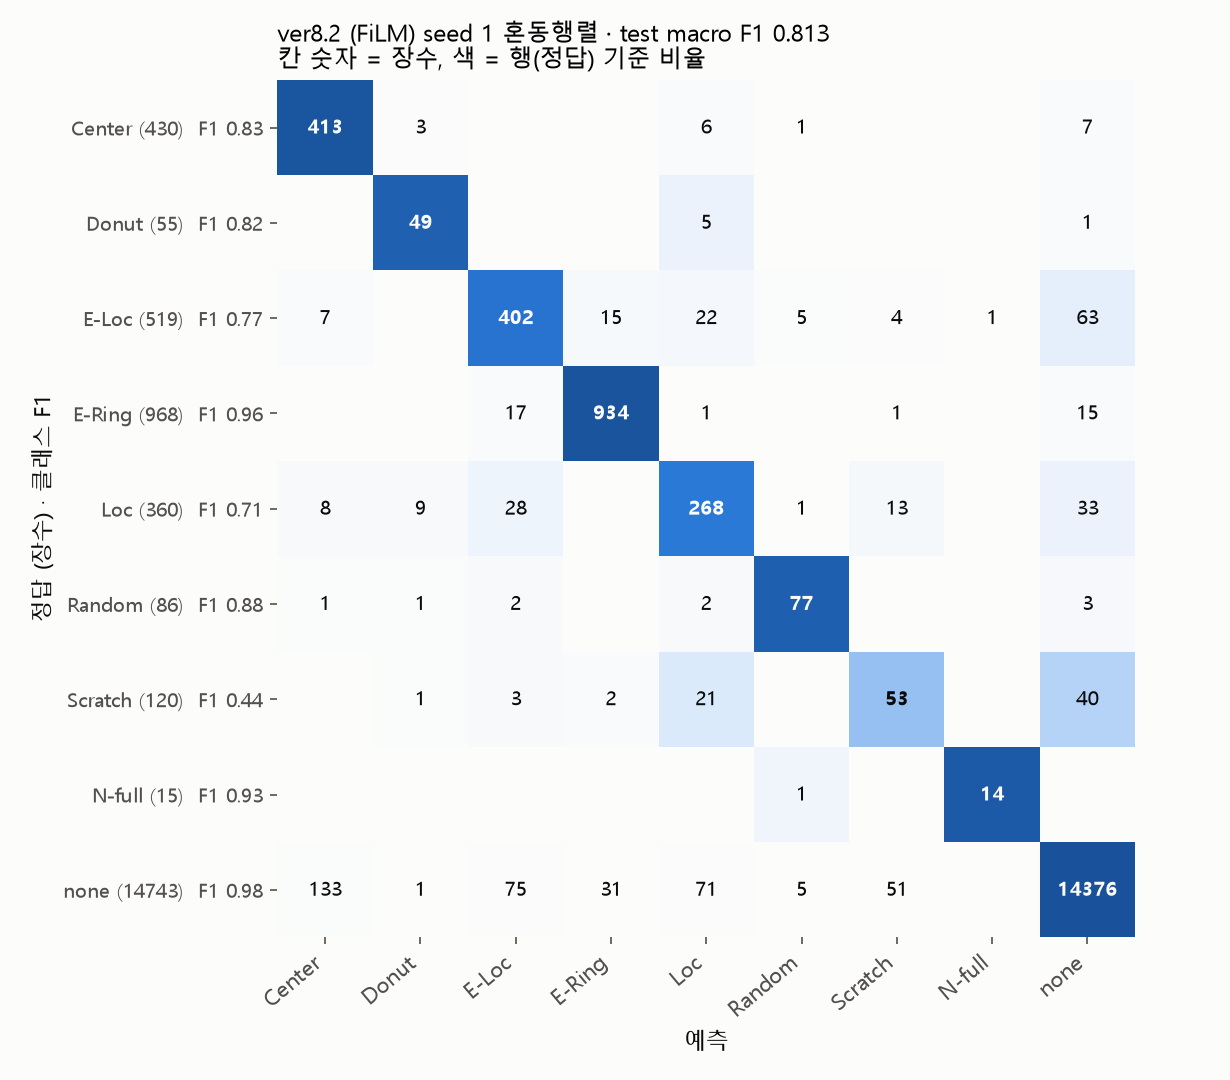 ver8.2 (FiLM) seed 1 혼동행렬 · test macro F1 0.813
칸 숫자 = 장수, 색 = 행(정답) 기준 비율
정답 (장수) · 클래스 F1
Center (430) F1 0.83 413 3 6 1 7
Donut (55) F1 0.82 49 5 1
E-Loc (519) F1 0.77 7 402 15 22 5 4 1 63
E-Ring (968) F1 0.96 17 934 1 1 15
Loc (360) F1 0.71 8 9 28 268 1 13 33
Random (86) F1 0.88 1 1 2 2 77 3
Scratch (120) F1 0.44 1 3 2 21 53 40
N-full (15) F1 0.93 1 14
none (14743) F1 0.98 133 1 75 31 71 5 51 14376
Center Donut E-Loc E-Ring Loc Random Scratch N-full none
예측